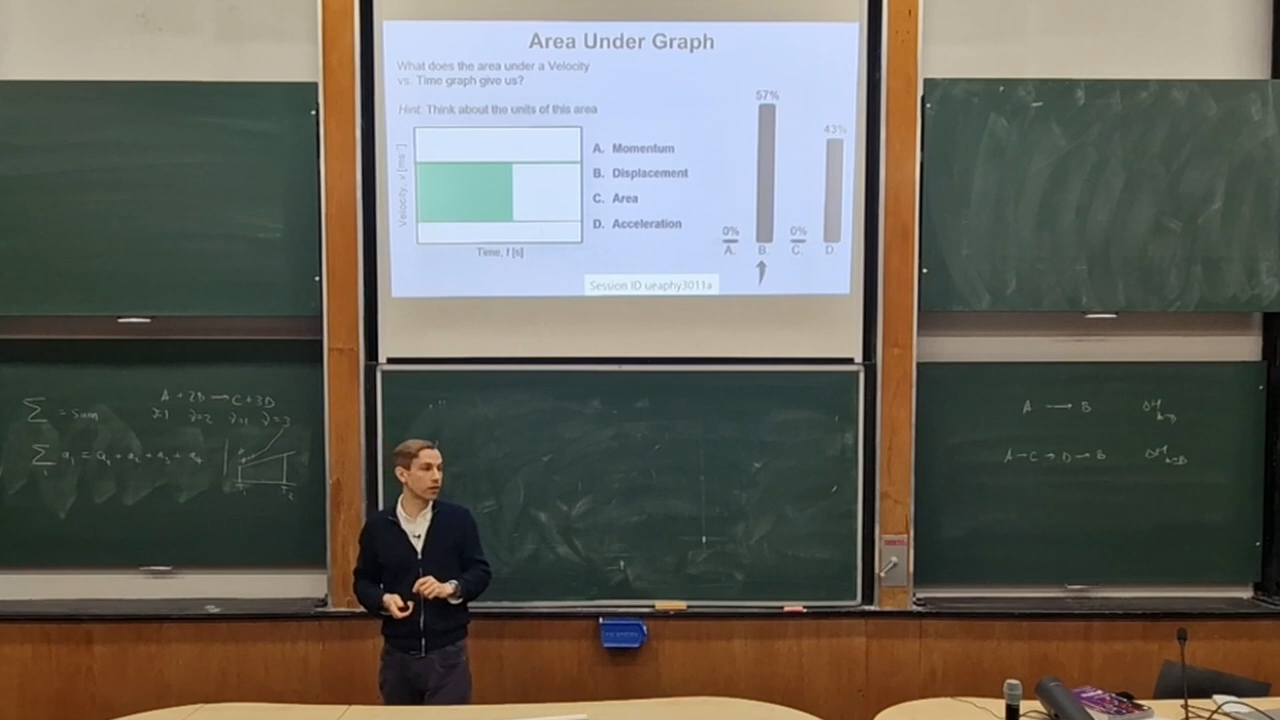 Area Under Graph
What does the area under a Velocity
vs. Time graph give us?
Hint: Think about the units of this area
Velocity, v [ms⁻¹]
Time, t [s]
A. Momentum
B. Displacement
C. Area
D. Acceleration
0%
57%
0%
43%
A. B. C. D.
Session ID ueaphy3011a
∑ = Sum
A + 2B → C + 3D
A → B
A → C → D → B